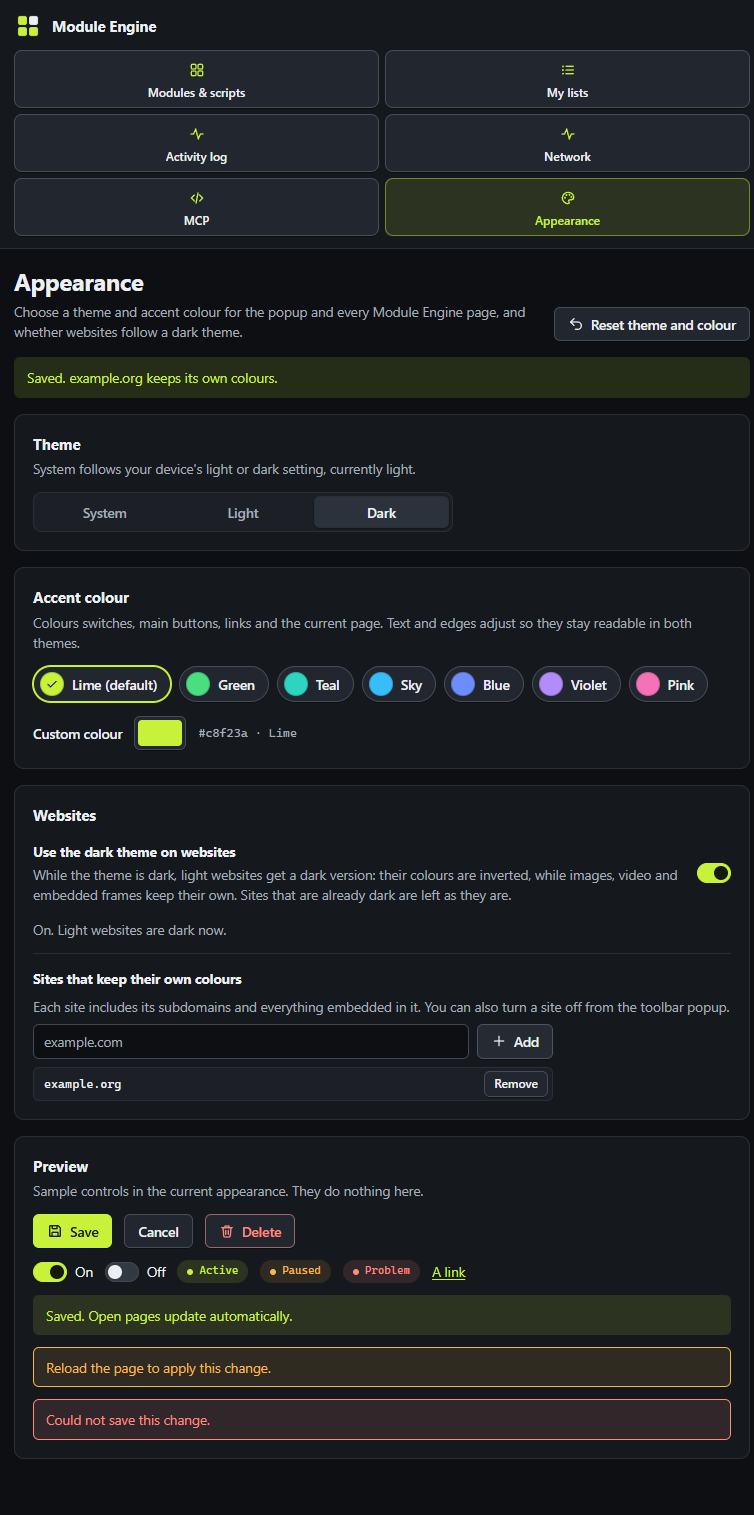 Module Engine
Modules & scripts
My lists
Activity log
Network
MCP
Appearance
Appearance
Choose a theme and accent colour for the popup and every Module Engine page, and
whether websites follow a dark theme.
Reset theme and colour
Saved. example.org keeps its own colours.
Theme
System follows your device's light or dark setting, currently light.
System
Light
Dark
Accent colour
Colours switches, main buttons, links and the current page. Text and edges adjust so they stay readable in both
themes.
Lime (default)
Green
Teal
Sky
Blue
Violet
Pink
Custom colour
#c8f23a · Lime
Websites
Use the dark theme on websites
While the theme is dark, light websites get a dark version: their colours are inverted, while images, video and
embedded frames keep their own. Sites that are already dark are left as they are.
On. Light websites are dark now.
Sites that keep their own colours
Each site includes its subdomains and everything embedded in it. You can also turn a site off from the toolbar popup.
example.com
Add
example.org
Remove
Preview
Sample controls in the current appearance. They do nothing here.
Save
Cancel
Delete
On
Off
Active
Paused
Problem
A link
Saved. Open pages update automatically.
Reload the page to apply this change.
Could not save this change.